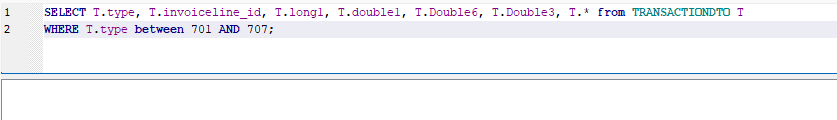 1 SELECT T.type, T.invoiceline_id, T.long1, T.double1, T.Double6, T.Double3, T.* from TRANSACTIONDTO T
2 WHERE T.type between 701 AND 707;